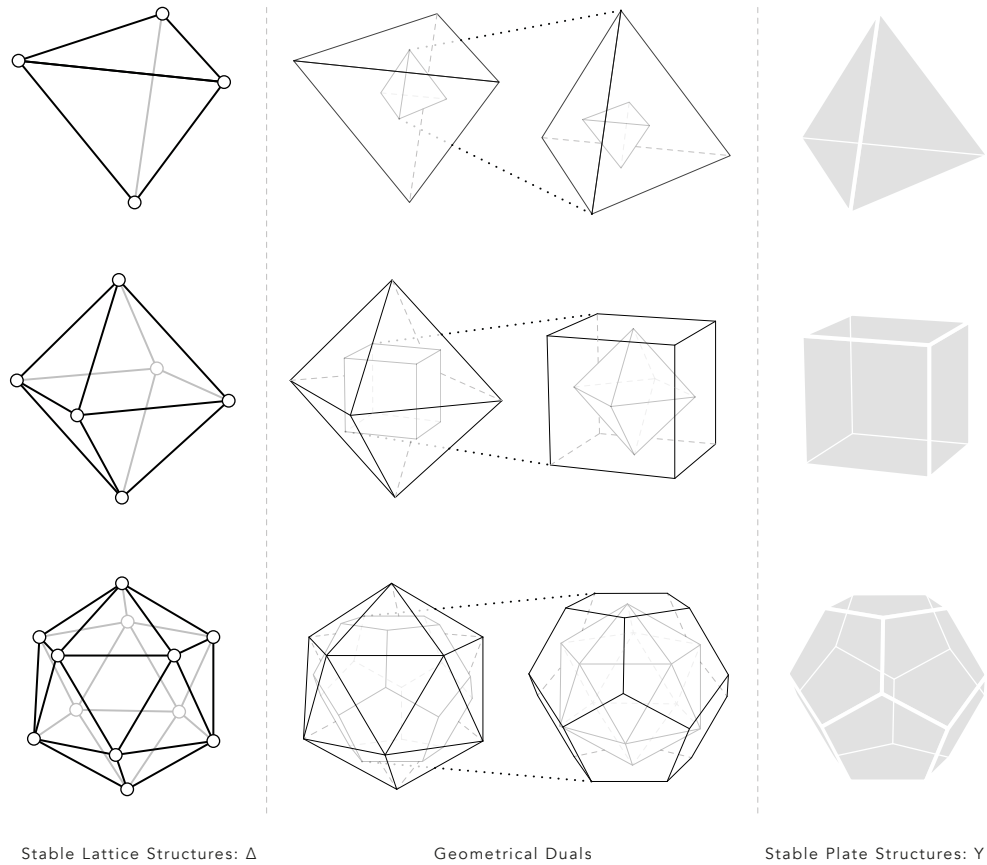 Stable Lattice Structures: Δ
Geometrical Duals
Stable Plate Structures: Y